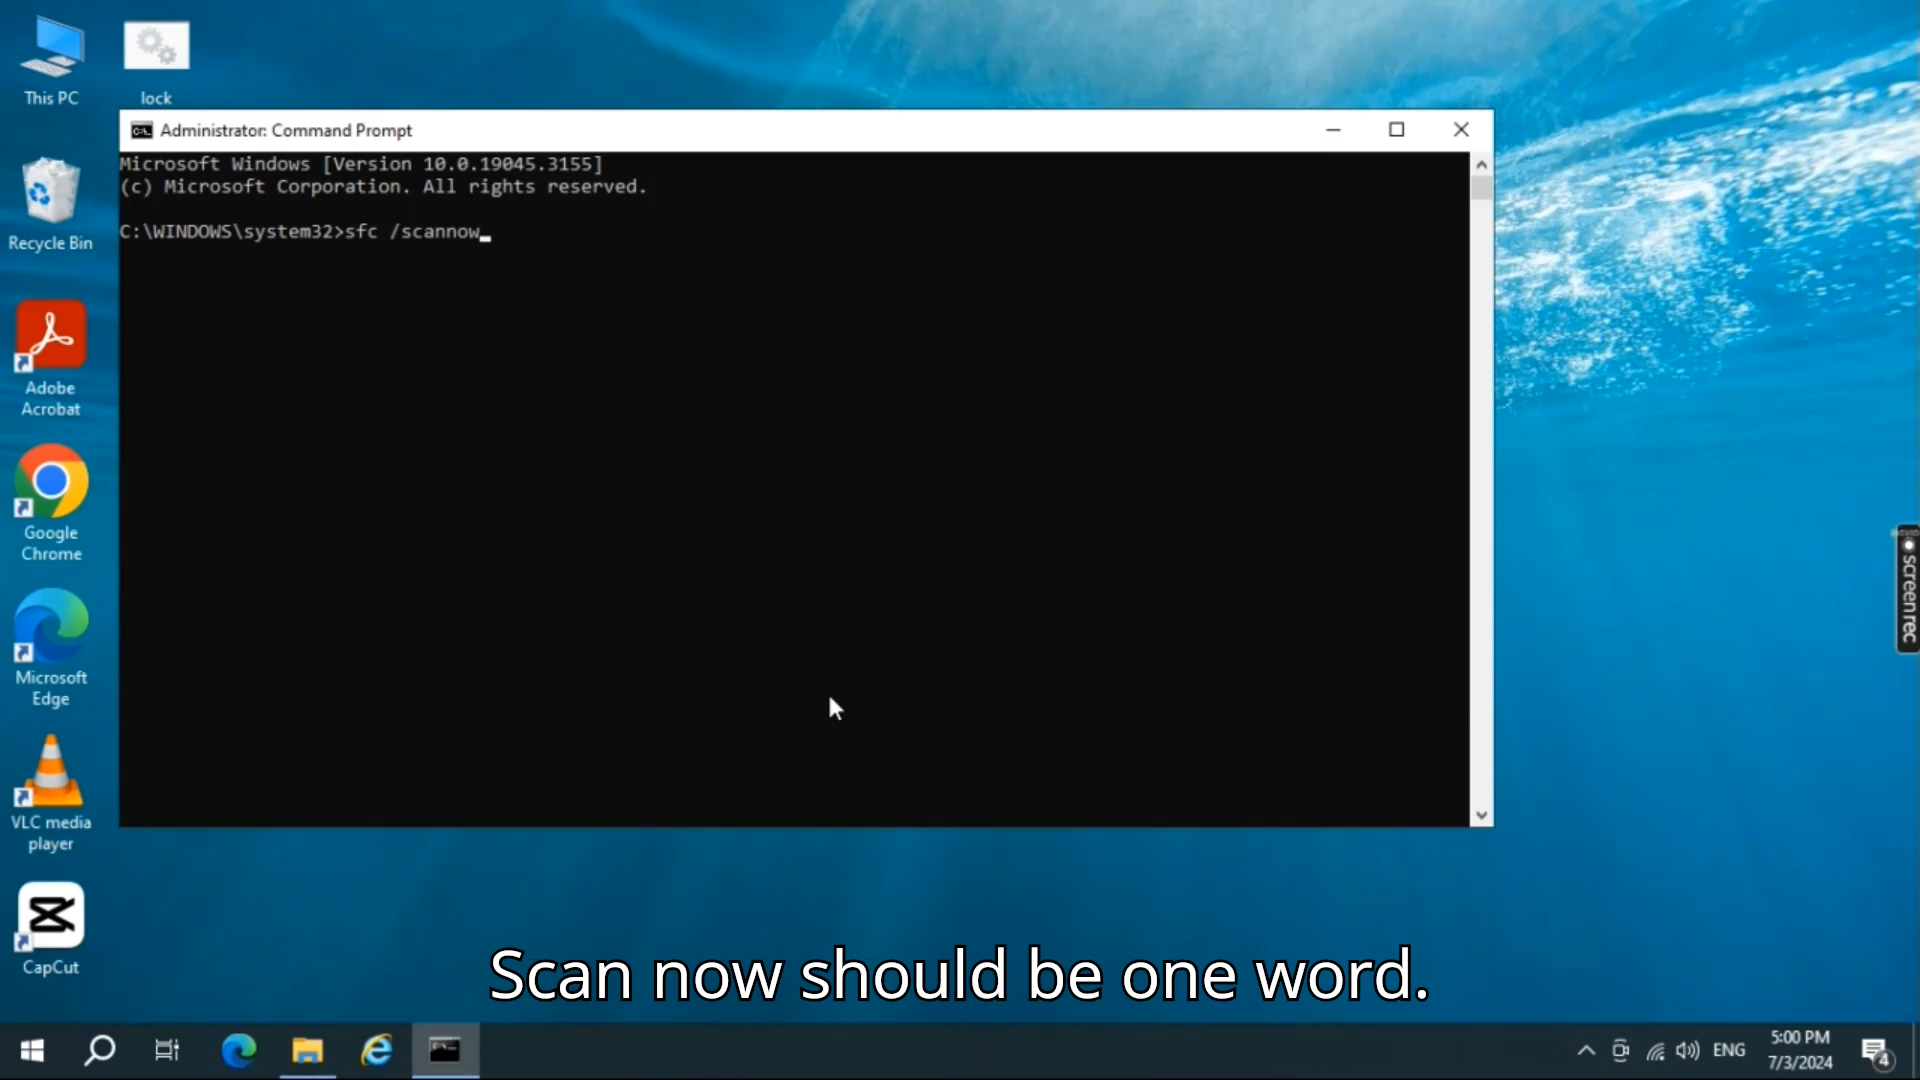 This PC
lock
Recycle Bin
Adobe
Acrobat
Google
Chrome
Microsoft
Edge
VLC media
player
CapCut
Administrator: Command Prompt
Microsoft Windows [Version 10.0.19045.3155]
(c) Microsoft Corporation. All rights reserved.
C:\WINDOWS\system32>sfc /scannow
screenrec
Scan now should be one word.
ENG
5:00 PM
7/3/2024
4